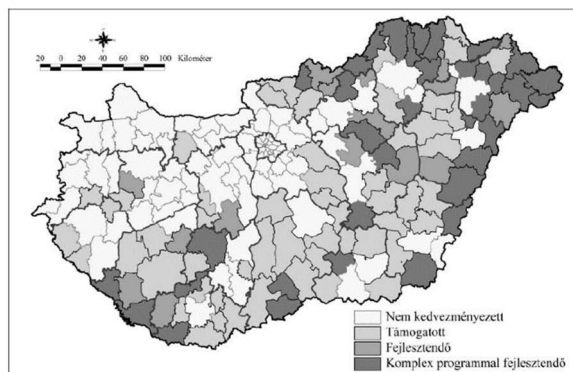 20 0 20 40 60 80 100 Kilométer
Nem kedvezményezett
Támogatott
Fejlesztendő
Komplex programmal fejlesztendő